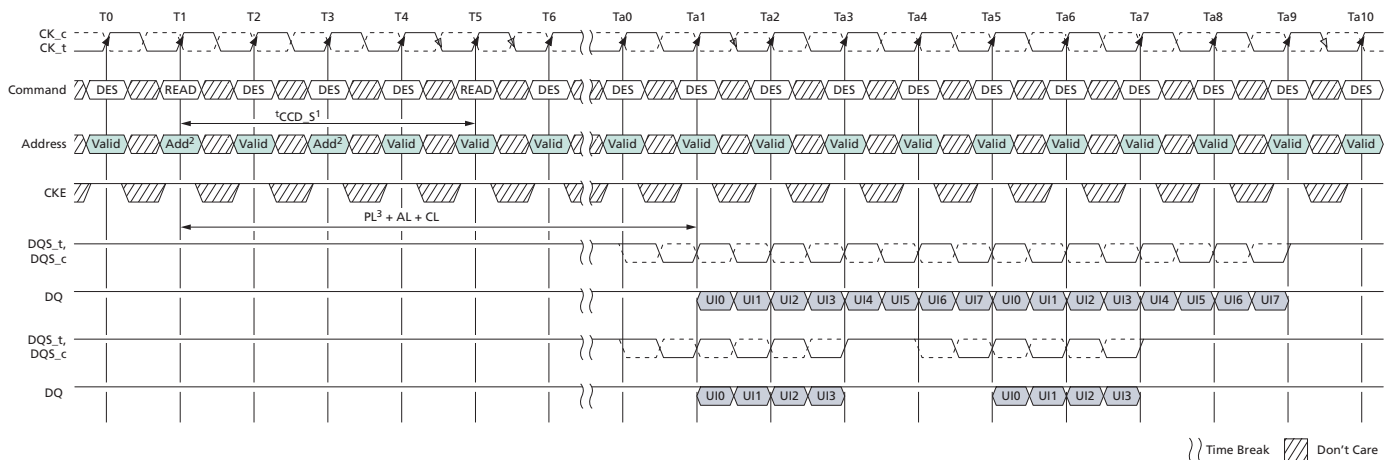 T0 T1 T2 T3 T4 T5 T6 Ta0 Ta1 Ta2 Ta3 Ta4 Ta5 Ta6 Ta7 Ta8 Ta9 Ta10
CK_c
CK_t
Command DES READ DES DES DES READ DES DES DES DES DES DES DES DES DES DES DES DES
tCCD_S1
Address Valid Add2 Valid Add2 Valid Valid Valid Valid Valid Valid Valid Valid Valid Valid Valid Valid Valid Valid
CKE
PL3 + AL + CL
DQS_t,
DQS_c
DQ UI0 UI1 UI2 UI3 UI4 UI5 UI6 UI7 UI0 UI1 UI2 UI3 UI4 UI5 UI6 UI7
DQS_t,
DQS_c
DQ UI0 UI1 UI2 UI3 UI0 UI1 UI2 UI3
Time Break Don't Care